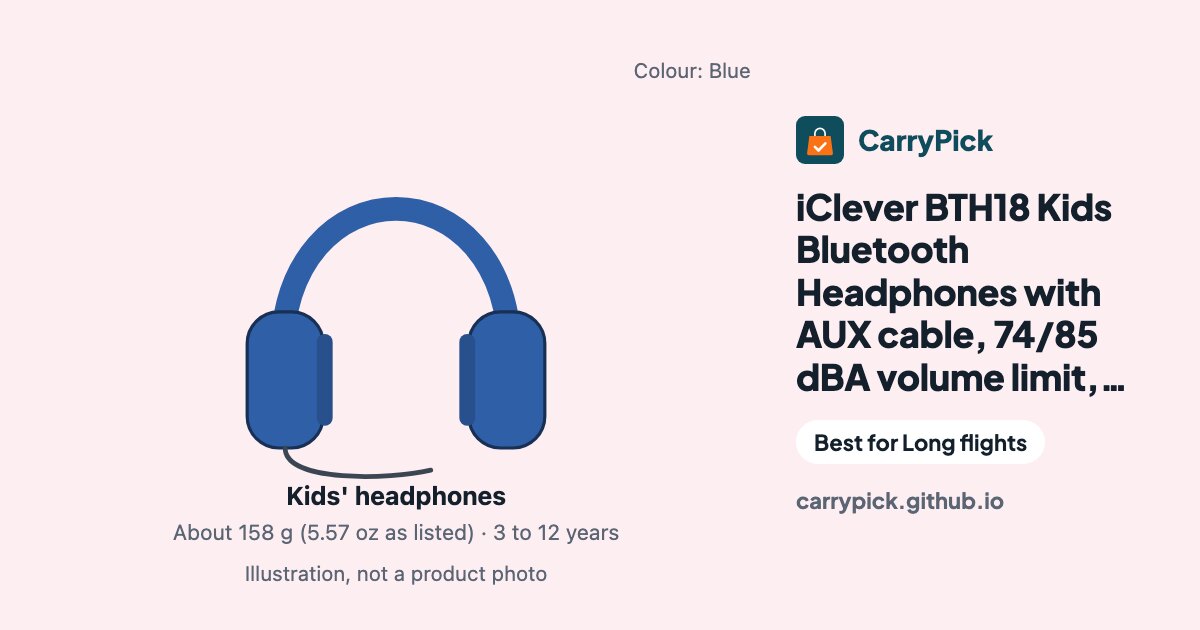 Colour: Blue
CarryPick
iClever BTH18 Kids
Bluetooth
Headphones with
AUX cable, 74/85
dBA volume limit, ...
Best for Long flights
carrypick.github.io
Kids' headphones
About 158 g (5.57 oz as listed) · 3 to 12 years
Illustration, not a product photo